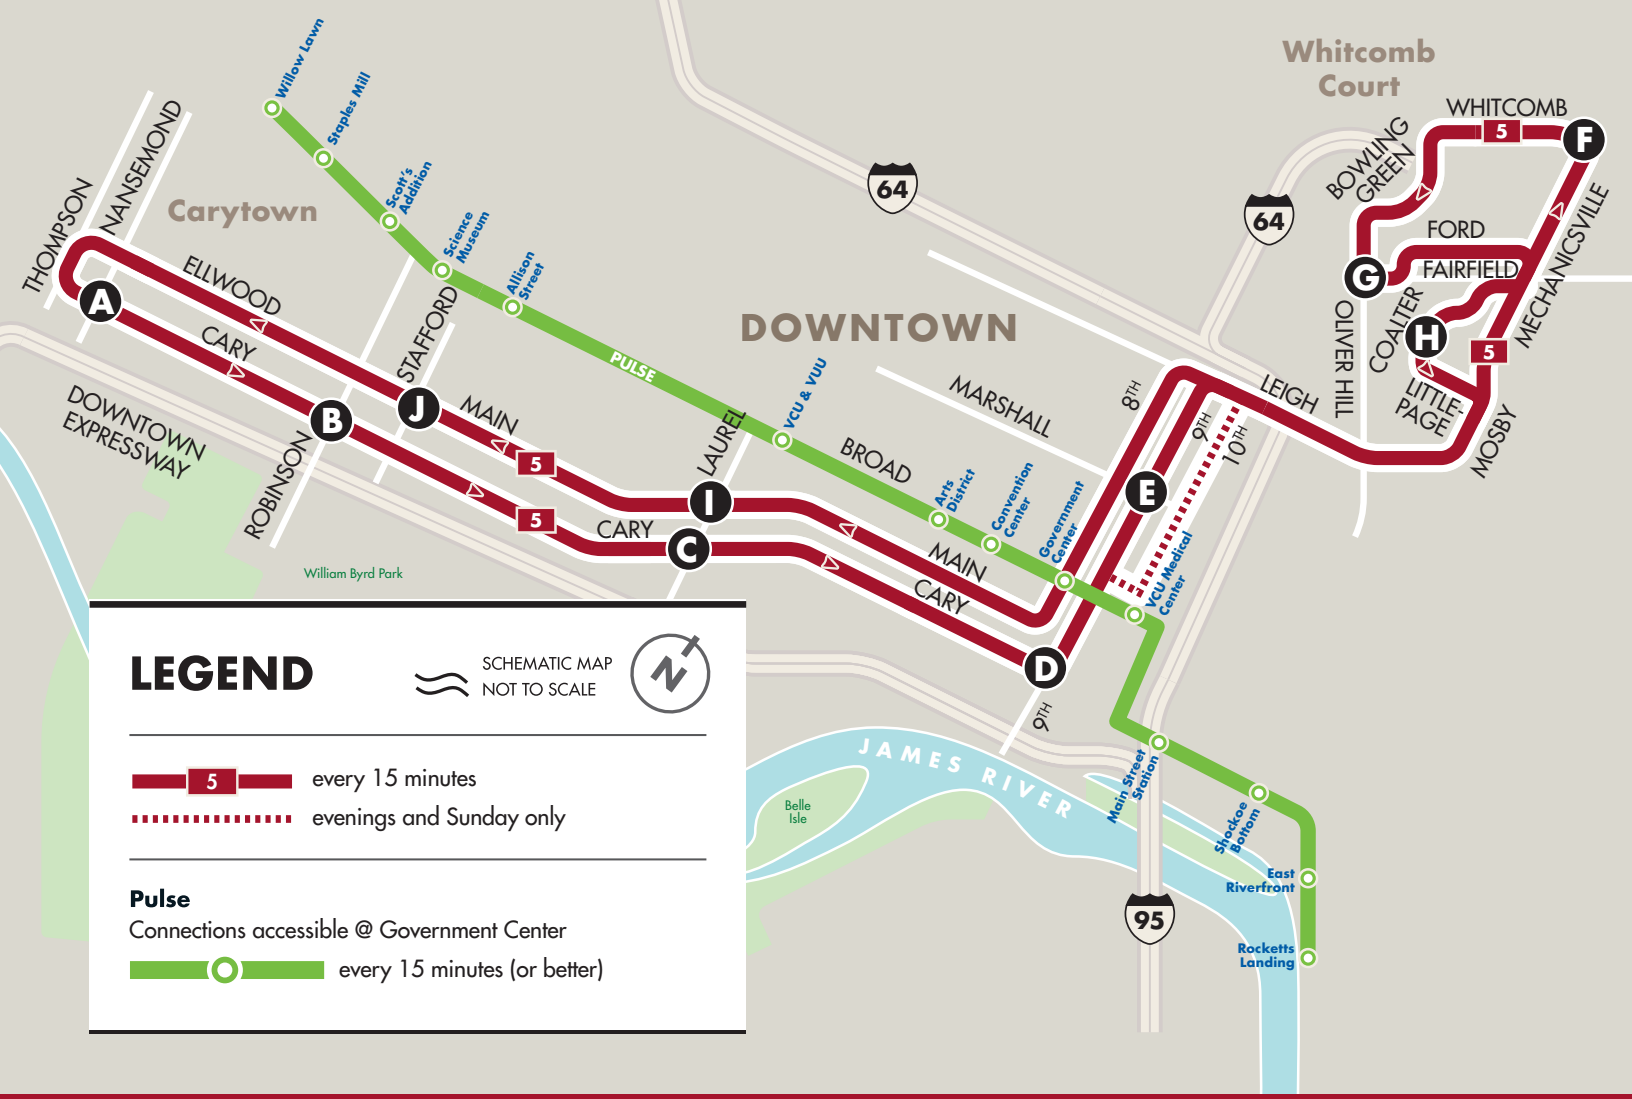 Willow Lawn
Staples Mill
Scott's
Addition
Science
Museum
Allison
Street
Whitcomb
Court
WHITCOMB
5
F
BOWLING
GREEN
64
64
THOMPSON
NANSEMOND
Carytown
ELLWOOD
CARY
A
STAFFORD
PULSE
DOWNTOWN
VCU & VUU
FORD
FAIRFIELD
G
MECHANICSVILLE
OLIVER HILL
COALTER
H
5
LITTLE-
PAGE
MOSBY
LEIGH
8TH
9TH
10TH
MARSHALL
DOWNTOWN
EXPRESSWAY
ROBINSON
B
J
MAIN
5
5
LAUREL
BROAD
I
CARY
C
Arts
District
Convention
Center
Government
Center
E
MAIN
CARY
VCU Medical
Center
D
9TH
William Byrd Park
JAMES RIVER
Belle
Isle
Main Street
Station
Shockoe
Bottom
East
Riverfront
95
Rocketts
Landing
LEGEND
SCHEMATIC MAP
NOT TO SCALE
N
5
every 15 minutes
evenings and Sunday only
Pulse
Connections accessible @ Government Center
every 15 minutes (or better)